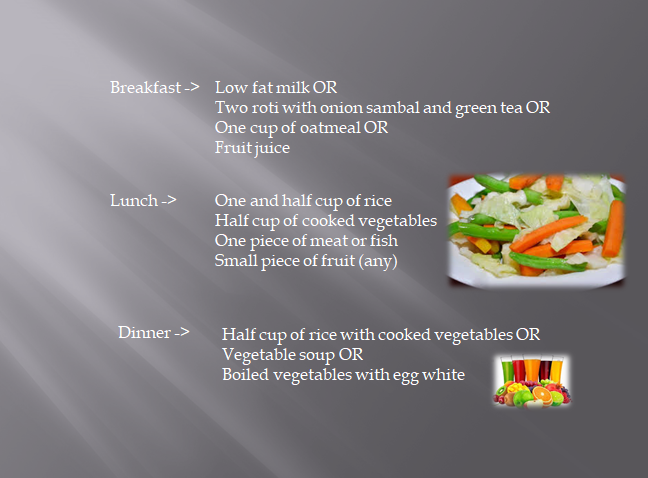 Breakfast -> Low fat milk OR
Two roti with onion sambal and green tea OR
One cup of oatmeal OR
Fruit juice
Lunch -> One and half cup of rice
Half cup of cooked vegetables
One piece of meat or fish
Small piece of fruit (any)
Dinner -> Half cup of rice with cooked vegetables OR
Vegetable soup OR
Boiled vegetables with egg white